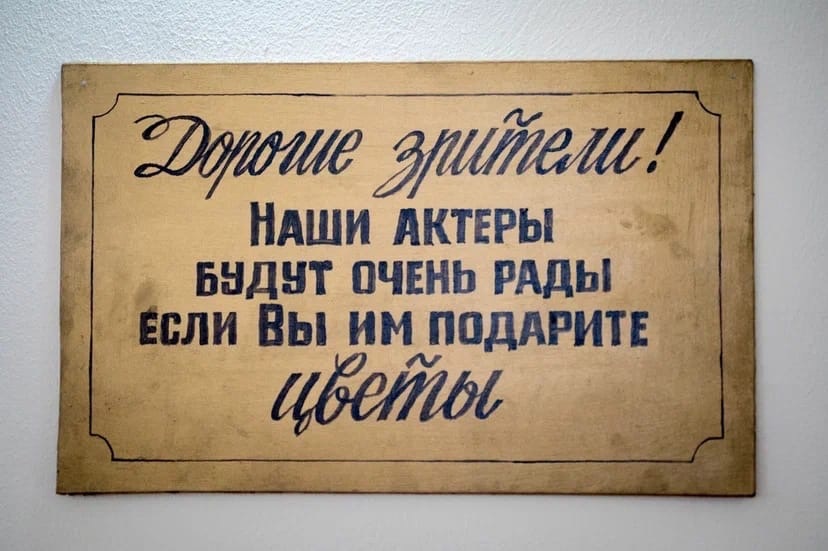 Дорогие зрители!
Наши актеры
будут очень рады
если Вы им подарите
цветы